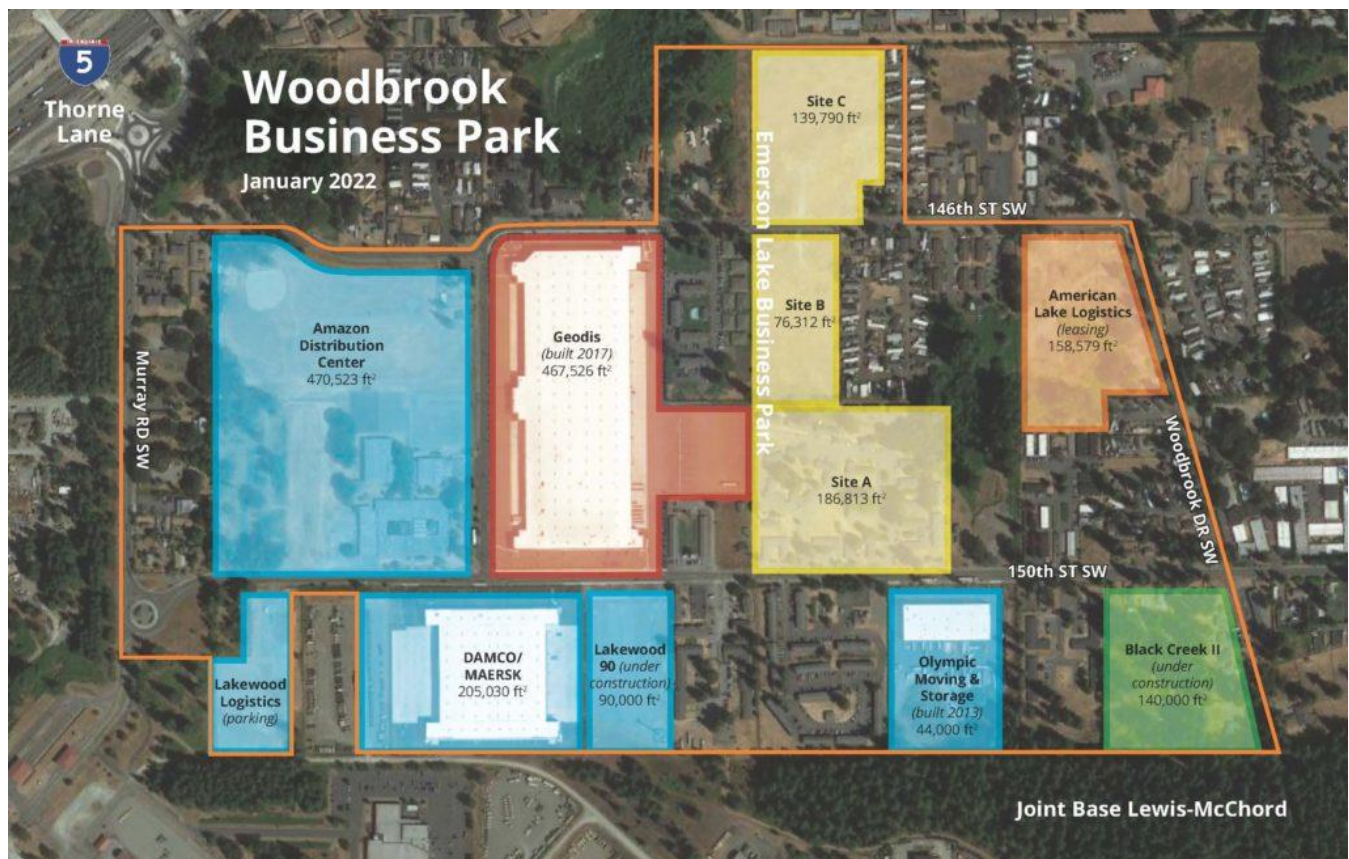 INTERSTATE
5
Thorne
Lane
Woodbrook
Business Park
January 2022
Site C
139,790 ft²
Emerson Lake Business Park
146th ST SW
Amazon
Distribution
Center
470,523 ft²
Geodis
(built 2017)
467,526 ft²
Site B
76,312 ft²
American
Lake Logistics
(leasing)
158,579 ft²
Murray RD SW
Woodbrook DR SW
Site A
186,813 ft²
150th ST SW
Lakewood
Logistics
(parking)
DAMCO/
MAERSK
205,030 ft²
Lakewood
90 (under
construction)
90,000 ft²
Olympic
Moving &
Storage
(built 2013)
44,000 ft²
Black Creek II
(under
construction)
140,000 ft²
Joint Base Lewis-McChord